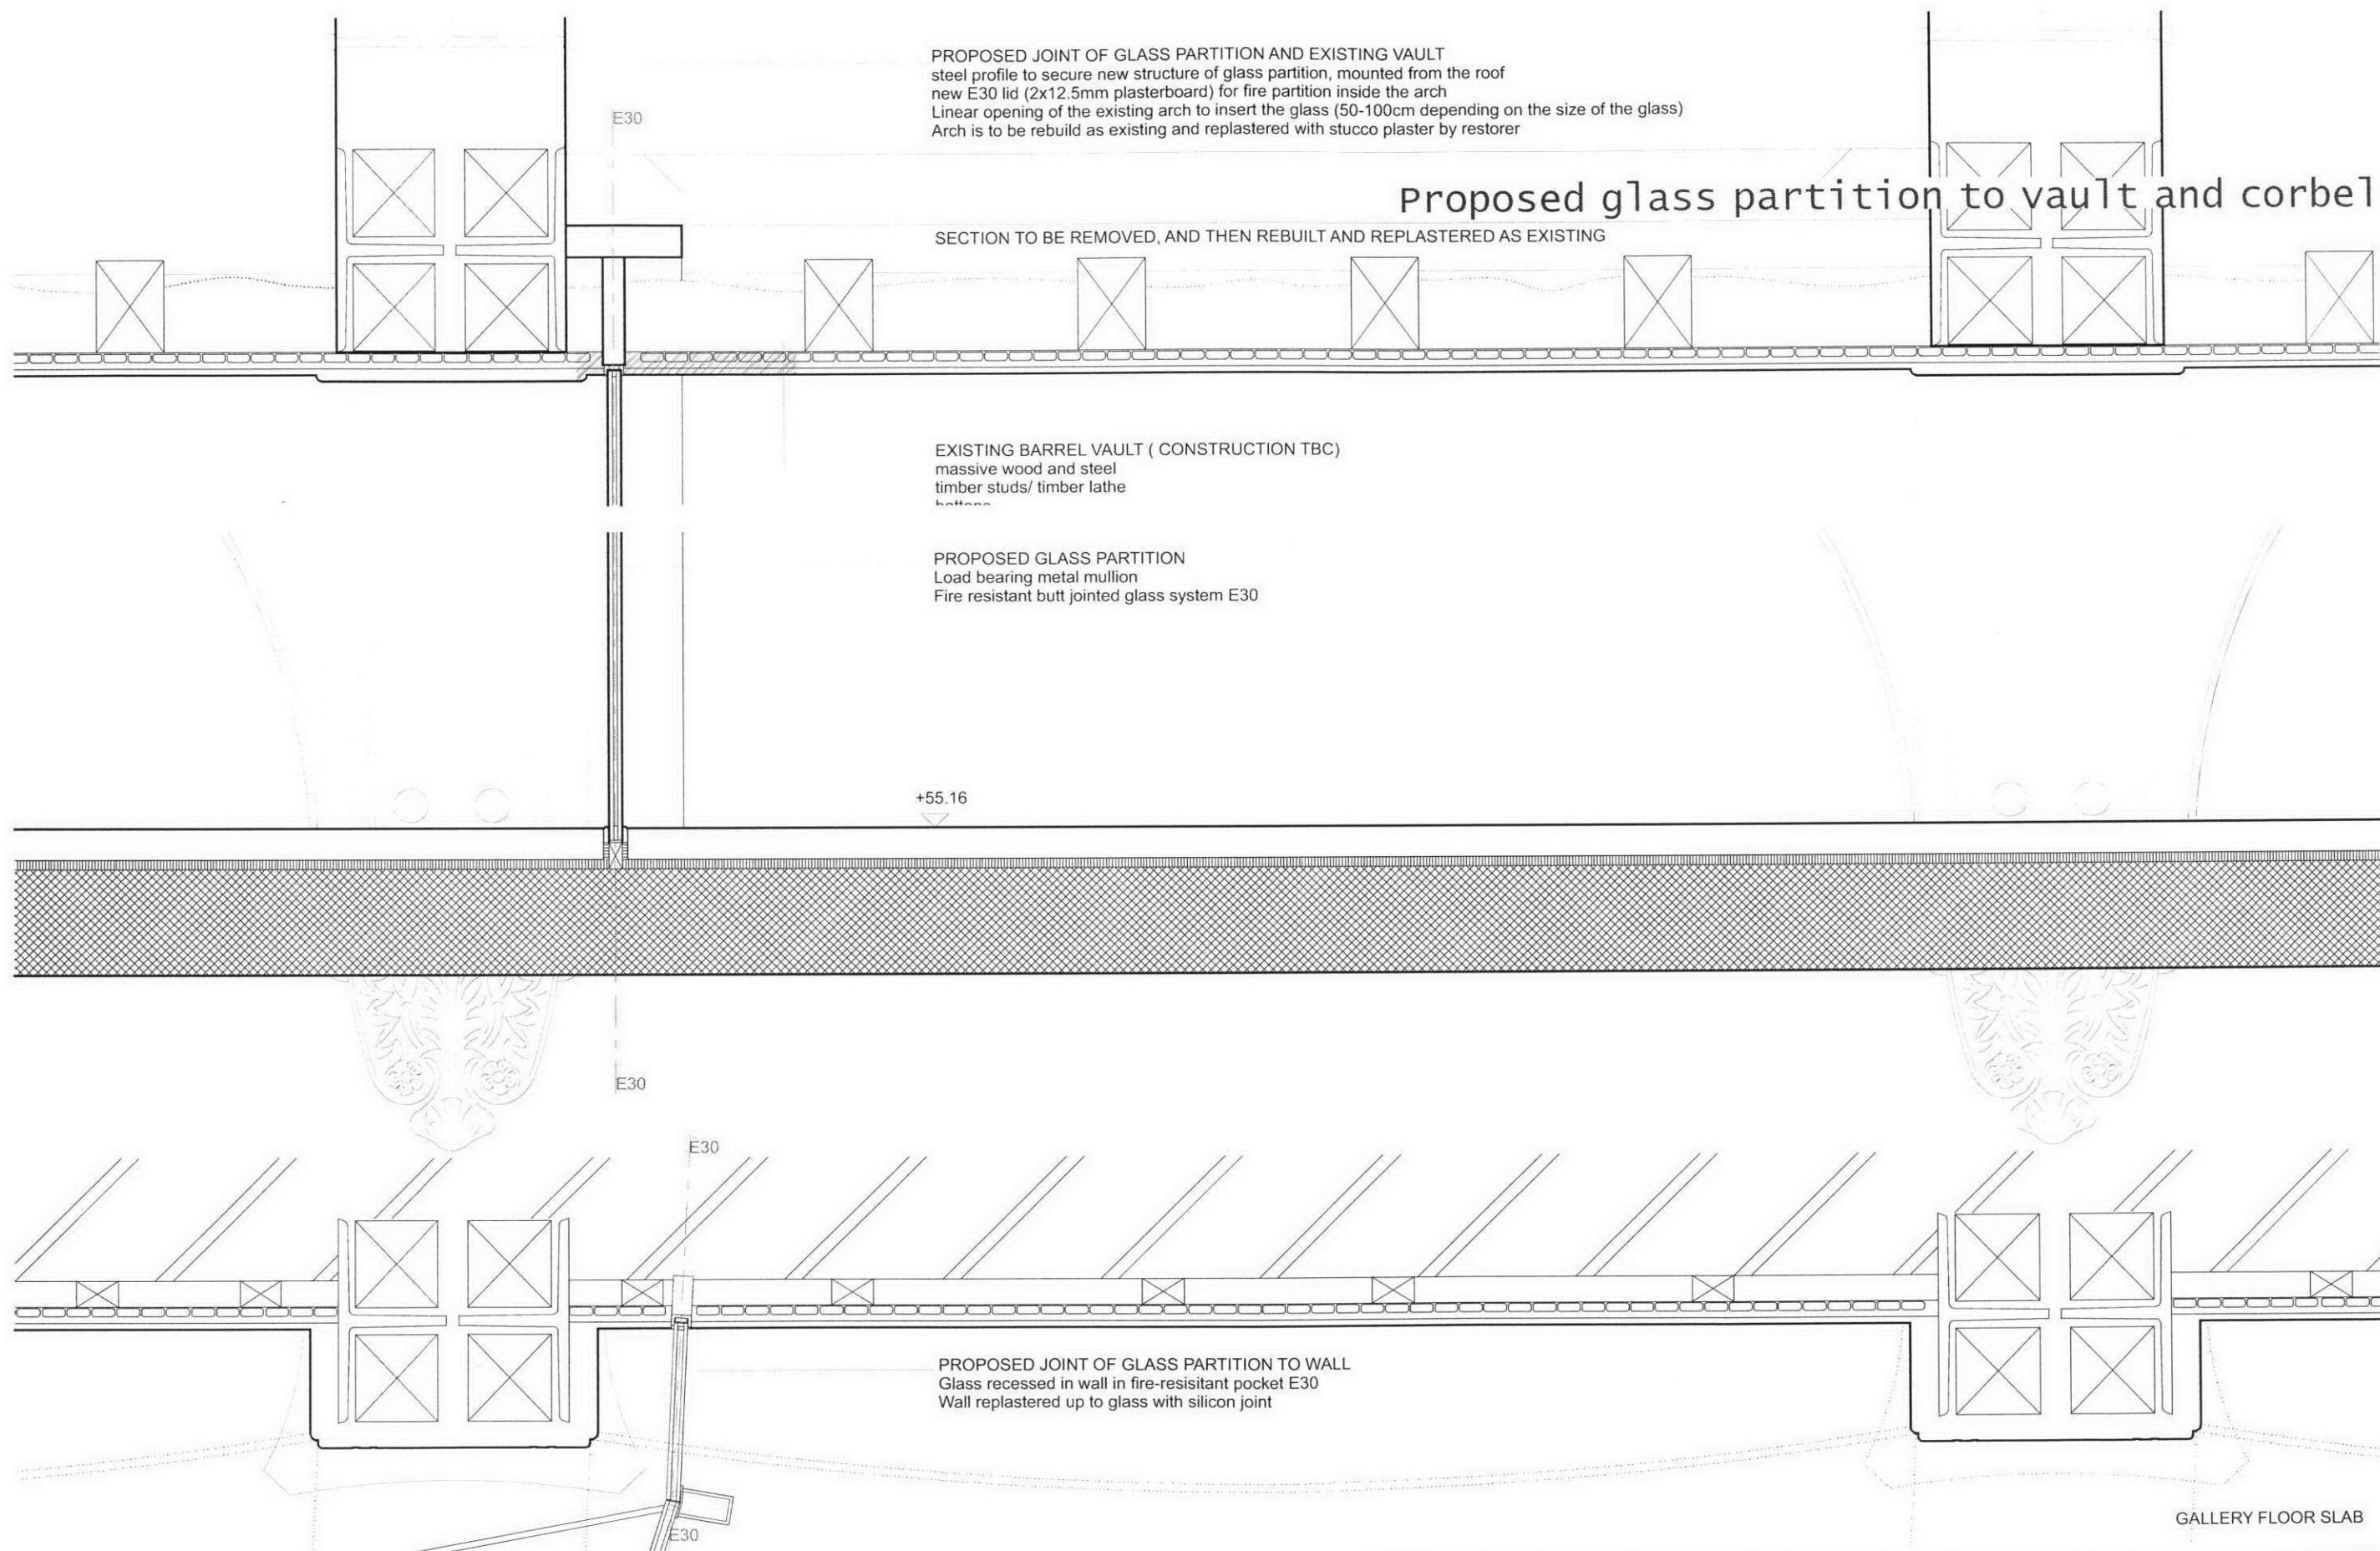 PROPOSED JOINT OF GLASS PARTITION AND EXISTING VAULT
steel profile to secure new structure of glass partition, mounted from the roof
new E30 lid (2x12.5mm plasterboard) for fire partition inside the arch
Linear opening of the existing arch to insert the glass (50-100cm depending on the size of the glass)
Arch is to be rebuild as existing and replastered with stucco plaster by restorer
E30
Proposed glass partition to vault and corbel
SECTION TO BE REMOVED, AND THEN REBUILT AND REPLASTERED AS EXISTING
EXISTING BARREL VAULT ( CONSTRUCTION TBC)
massive wood and steel
timber studs/ timber lathe
PROPOSED GLASS PARTITION
Load bearing metal mullion
Fire resistant butt jointed glass system E30
+55.16
E30
E30
PROPOSED JOINT OF GLASS PARTITION TO WALL
Glass recessed in wall in fire-resisitant pocket E30
Wall replastered up to glass with silicon joint
GALLERY FLOOR SLAB
E30